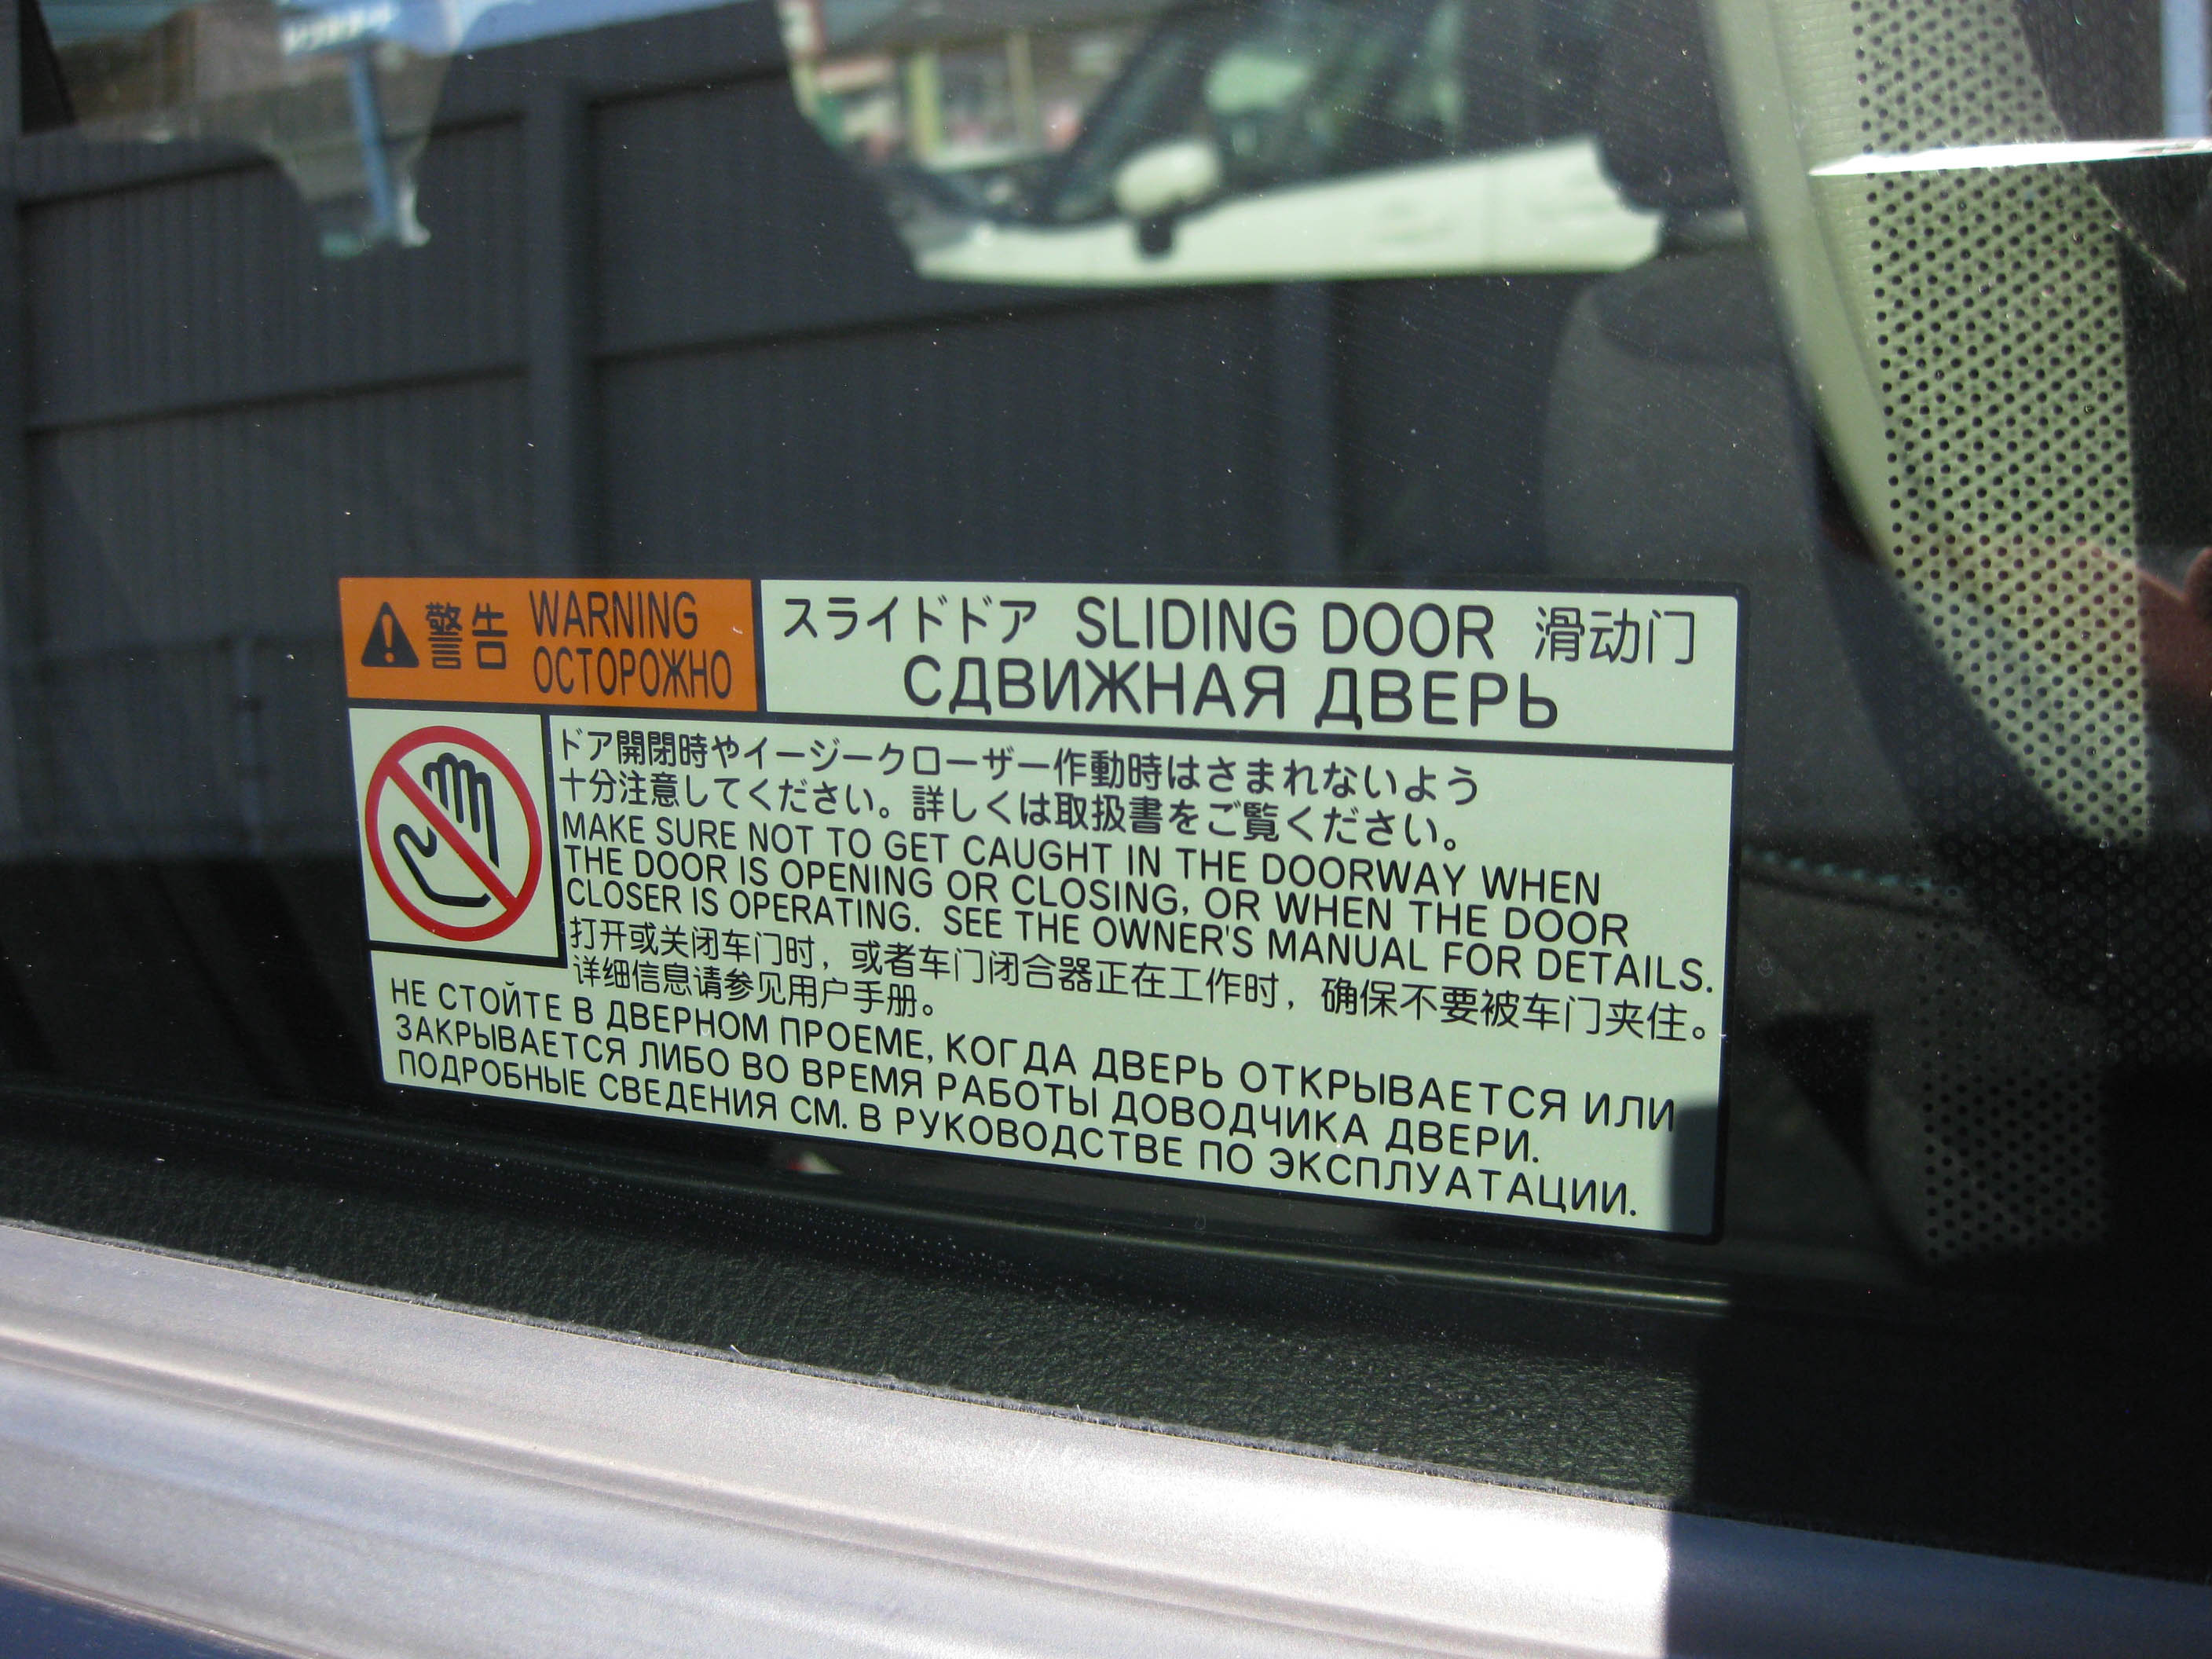 警告 WARNING
ОСТОРОЖНО
スライドドア SLIDING DOOR 滑动门
СДВИЖНАЯ ДВЕРЬ
ドア開閉時やイージークローザー作動時はさまれないよう
十分注意してください。詳しくは取扱書をご覧ください。
MAKE SURE NOT TO GET CAUGHT IN THE DOORWAY WHEN
THE DOOR IS OPENING OR CLOSING, OR WHEN THE DOOR
CLOSER IS OPERATING. SEE THE OWNER'S MANUAL FOR DETAILS.
打开或关闭车门时，或者车门闭合器正在工作时，确保不要被车门夹住。
详细信息请参见用户手册。
НЕ СТОЙТЕ В ДВЕРНОМ ПРОЕМЕ, КОГДА ДВЕРЬ ОТКРЫВАЕТСЯ ИЛИ
ЗАКРЫВАЕТСЯ ЛИБО ВО ВРЕМЯ РАБОТЫ ДОВОДЧИКА ДВЕРИ.
ПОДРОБНЫЕ СВЕДЕНИЯ СМ. В РУКОВОДСТВЕ ПО ЭКСПЛУАТАЦИИ.